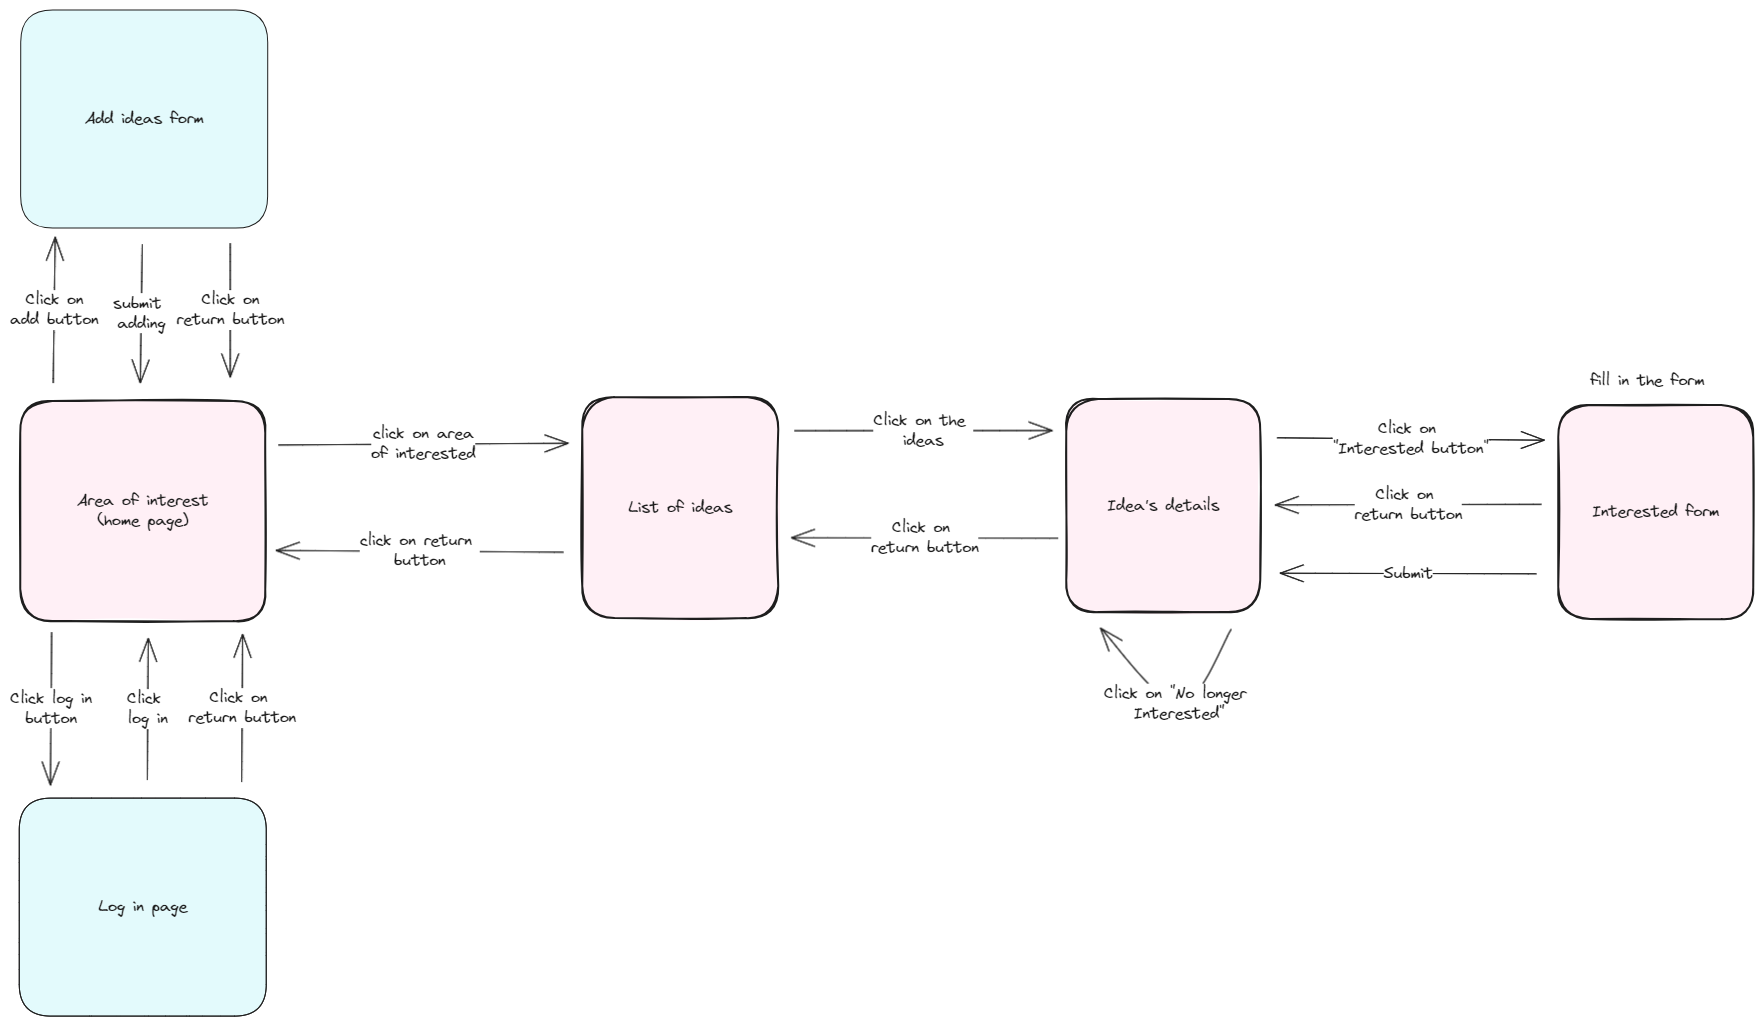 Add ideas form
Click on
add button
submit
adding
Click on
return button
Area of interest
(home page)
click on area
of interested
click on return
button
List of ideas
Click on the
ideas
Click on
return button
Idea's details
Click on
"Interested button"
Click on
return button
Submit
fill in the form
Interested form
Click on "No longer
Interested"
Click log in
button
Click
log in
Click on
return button
Log in page